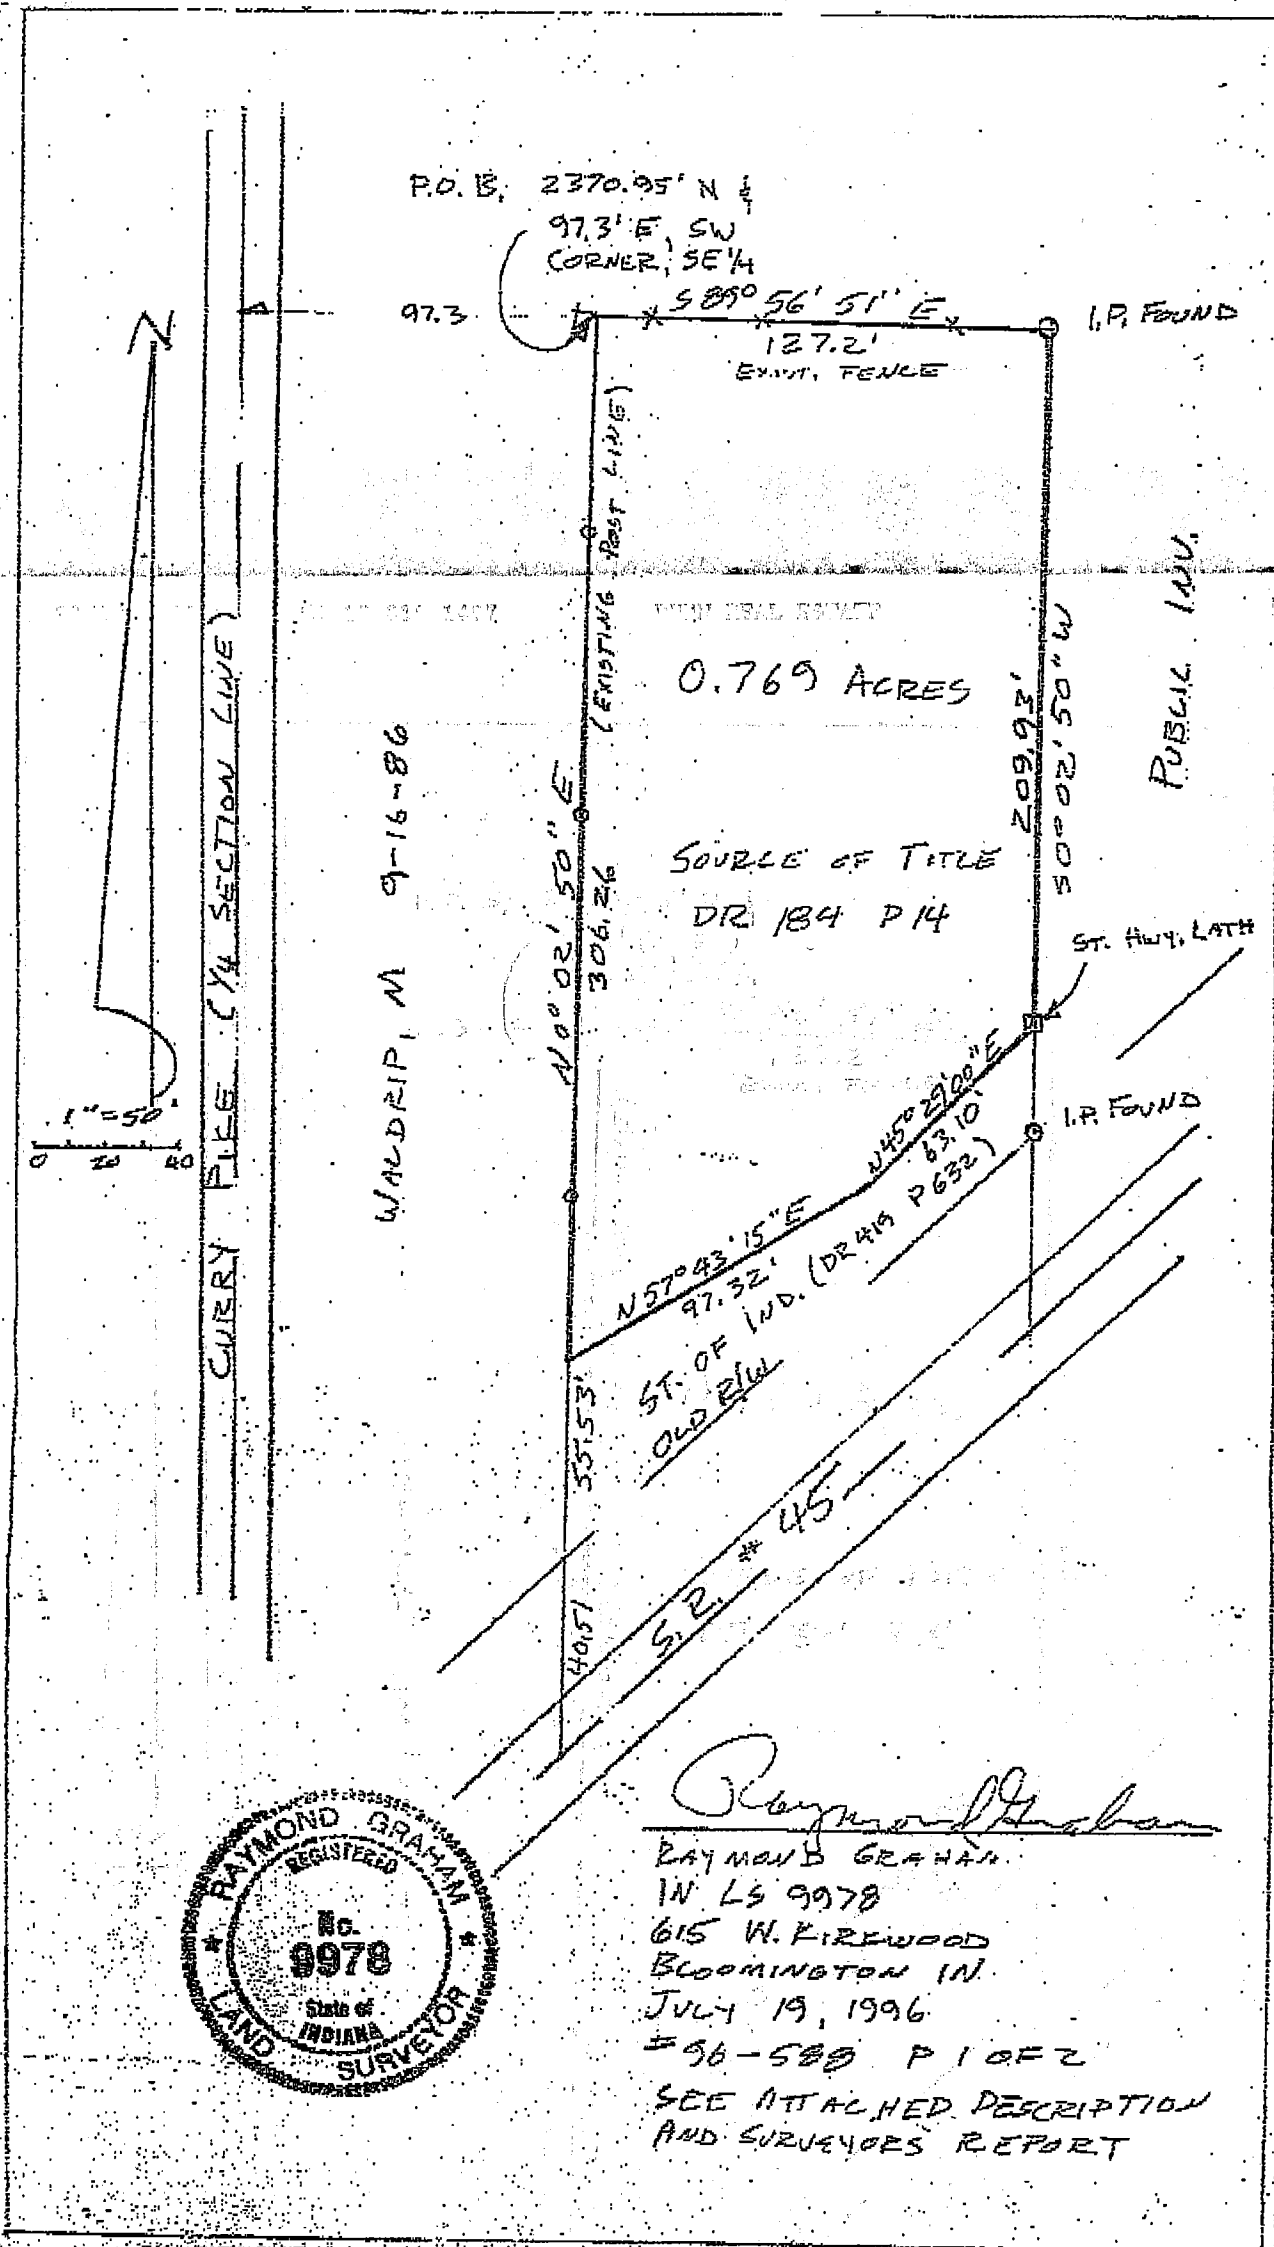 P.O.B. 2370.95' N &
97.3' E, SW
CORNER, SE 1/4
97.3
S 89° 56' 51" E
127.2'
EXIST. FENCE
I.P. FOUND
N
1" = 50'
0 20 40
CURRY PIKE (1/4 SECTION LINE)
WALDRIP, M 9-16-86
(EXISTING POST LINE)
N 0° 02' 50" E
306.26
0.769 ACRES
SOURCE OF TITLE
DR 184 P 14
209.93'
S 0° 02' 50" W
PUBLIC INV.
ST. HWY. LATH
I.P. FOUND
N 45° 29' 00" E
63.10'
N 57° 43' 15" E
97.32'
ST. OF IND. (DR 419 P 632)
OLD R/W
55.53'
40.51
S. R. # 45
RAYMOND GRAHAM
REGISTERED
No.
9978
State of
INDIANA
LAND SURVEYOR
Raymond Graham
RAYMOND GRAHAM
IN LS 9978
615 W. KIRKWOOD
BLOOMINGTON IN
JULY 19, 1996
# 96-588 P 1 OF 2
SEE ATTACHED DESCRIPTION
AND SURVEYORS REPORT